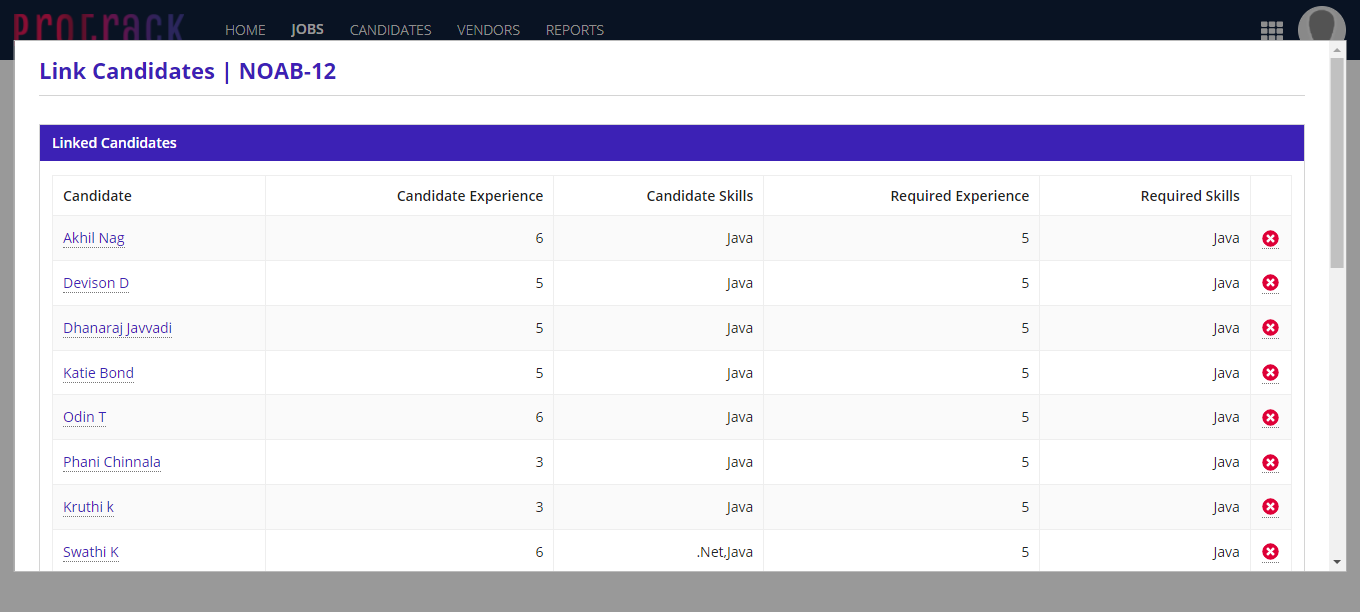 HOME JOBS CANDIDATES VENDORS REPORTS
Link Candidates | NOAB-12
Linked Candidates
Candidate Candidate Experience Candidate Skills Required Experience Required Skills
Akhil Nag 6 Java 5 Java
Devison D 5 Java 5 Java
Dhanaraj Javvadi 5 Java 5 Java
Katie Bond 5 Java 5 Java
Odin T 6 Java 5 Java
Phani Chinnala 3 Java 5 Java
Kruthi k 3 Java 5 Java
Swathi K 6 .Net,Java 5 Java